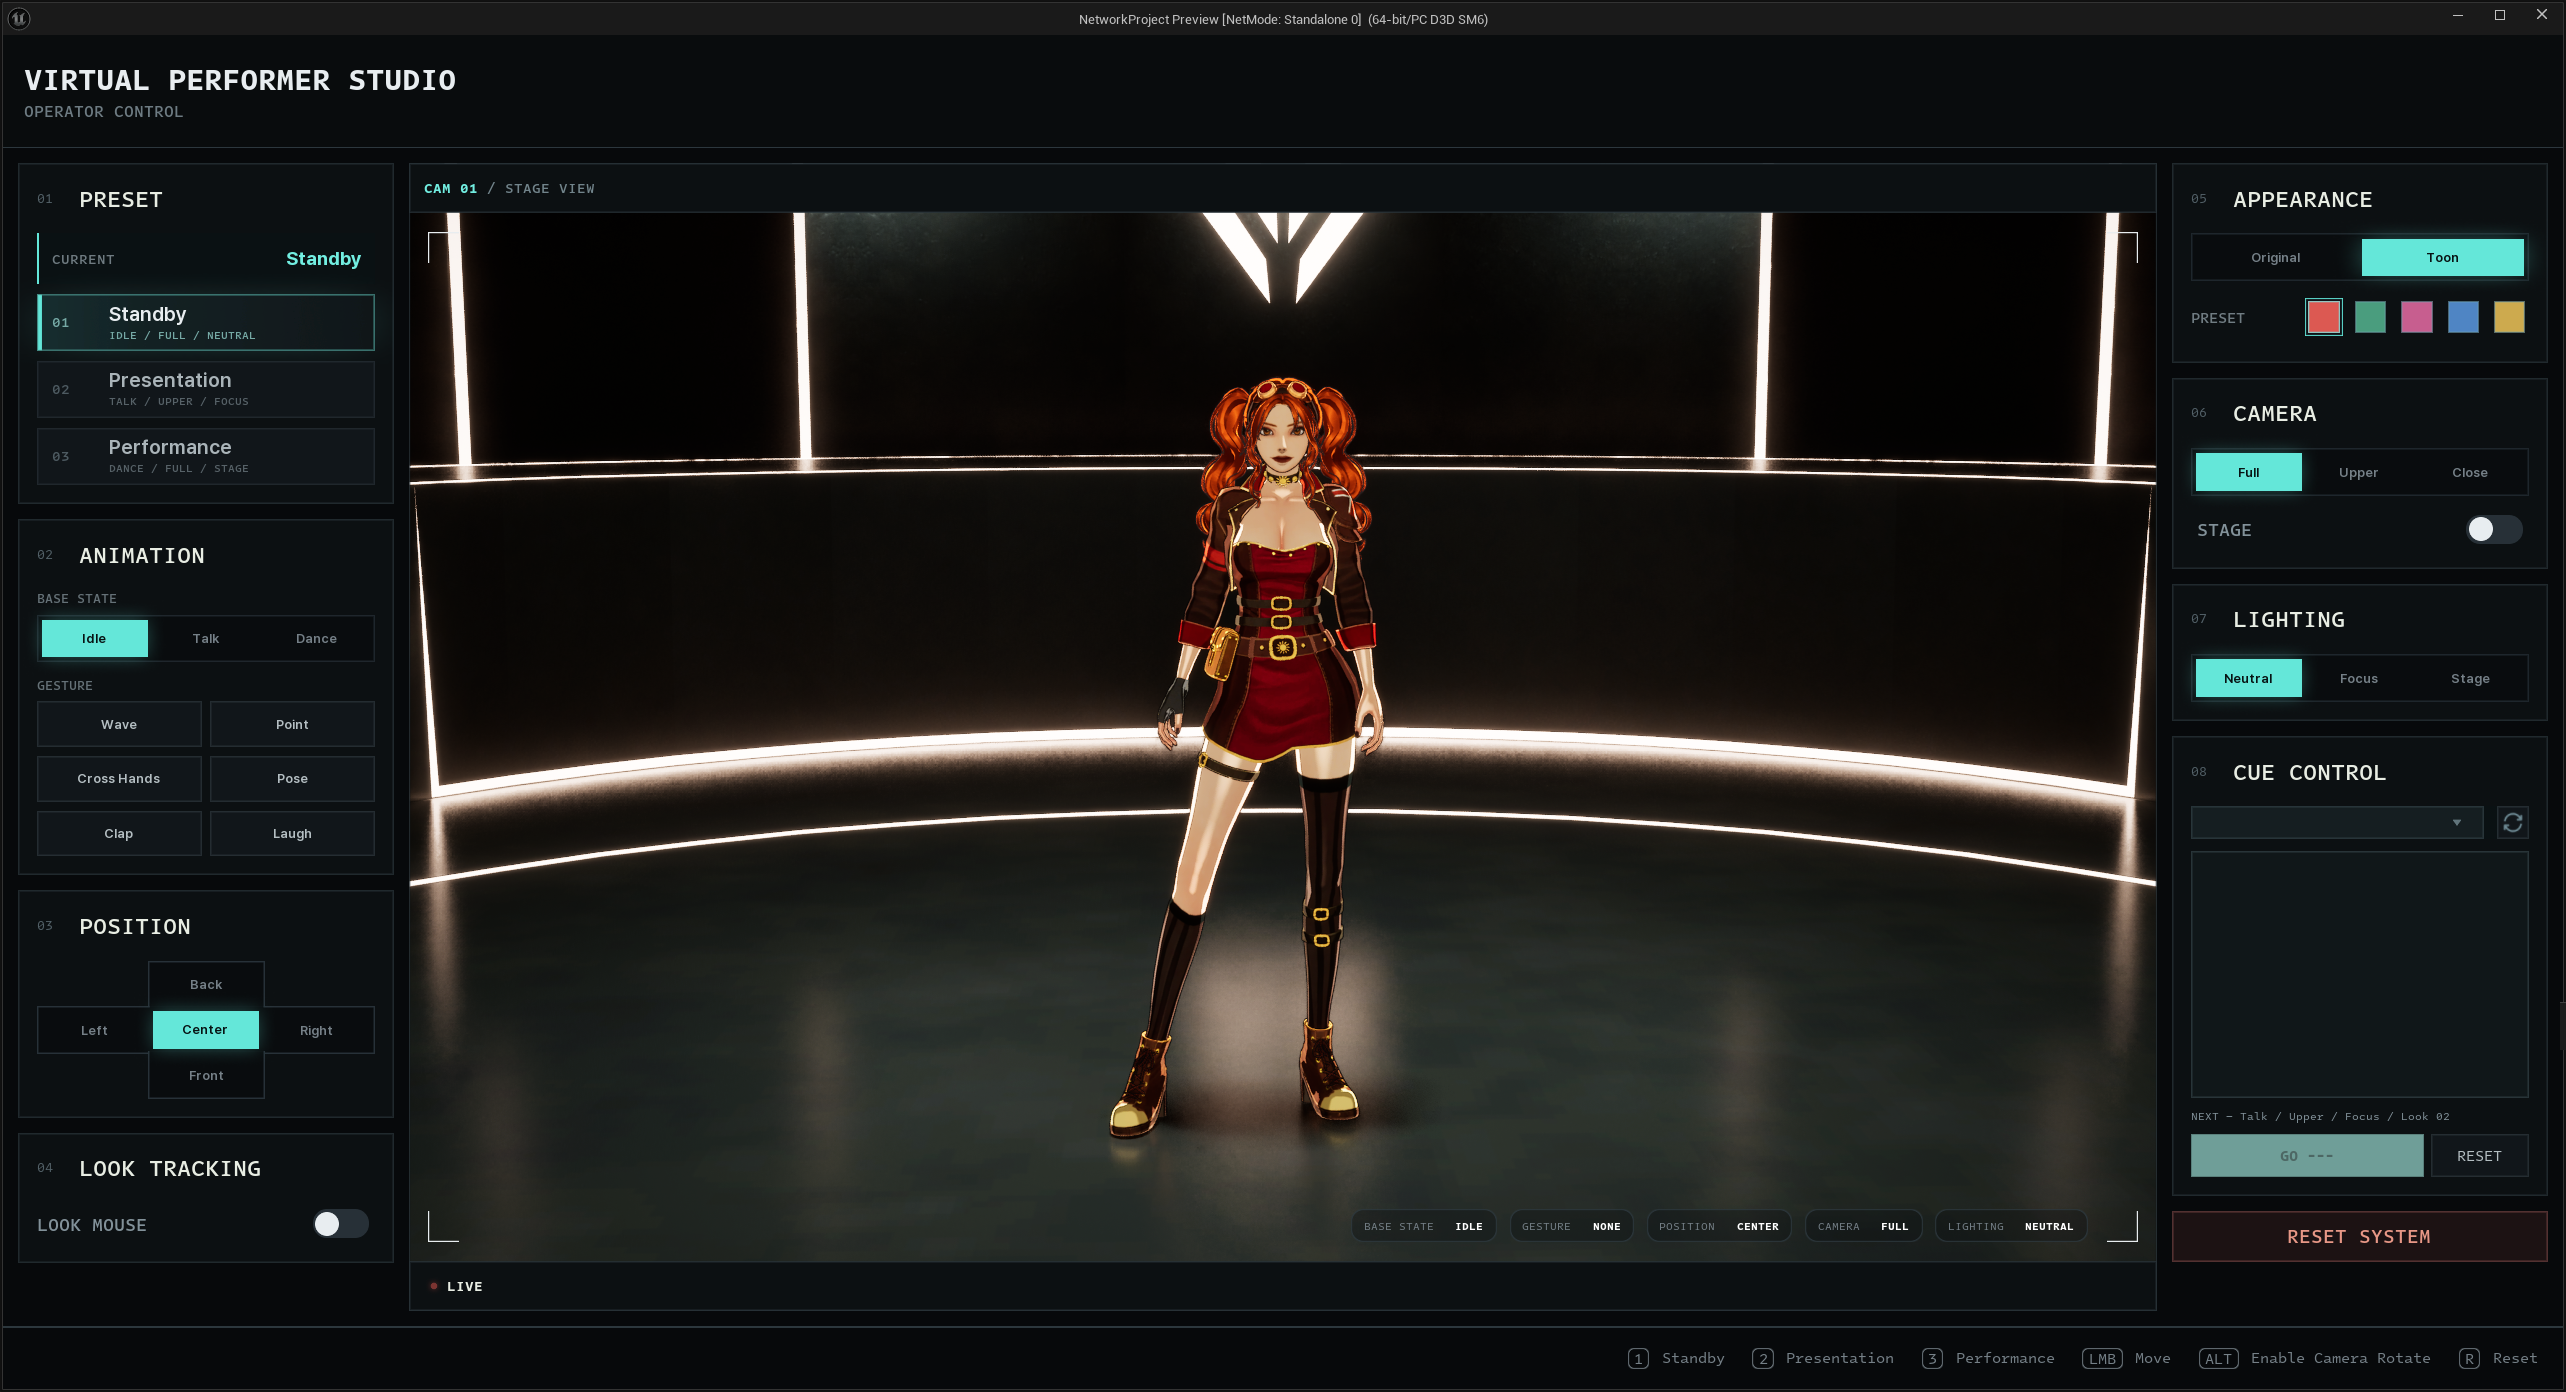 NetworkProject Preview [NetMode: Standalone 0]  (64-bit/PC D3D SM6)
VIRTUAL PERFORMER STUDIO
OPERATOR CONTROL
01 PRESET
CURRENT Standby
01 Standby
IDLE / FULL / NEUTRAL
02 Presentation
TALK / UPPER / FOCUS
03 Performance
DANCE / FULL / STAGE
02 ANIMATION
BASE STATE
Idle Talk Dance
GESTURE
Wave Point
Cross Hands Pose
Clap Laugh
03 POSITION
Back
Left Center Right
Front
04 LOOK TRACKING
LOOK MOUSE
CAM 01 / STAGE VIEW
BASE STATE IDLE GESTURE NONE POSITION CENTER CAMERA FULL LIGHTING NEUTRAL
LIVE
05 APPEARANCE
Original Toon
PRESET
06 CAMERA
Full Upper Close
STAGE
07 LIGHTING
Neutral Focus Stage
08 CUE CONTROL
NEXT – Talk / Upper / Focus / Look 02
GO --- RESET
RESET SYSTEM
1 Standby 2 Presentation 3 Performance LMB Move ALT Enable Camera Rotate R Reset